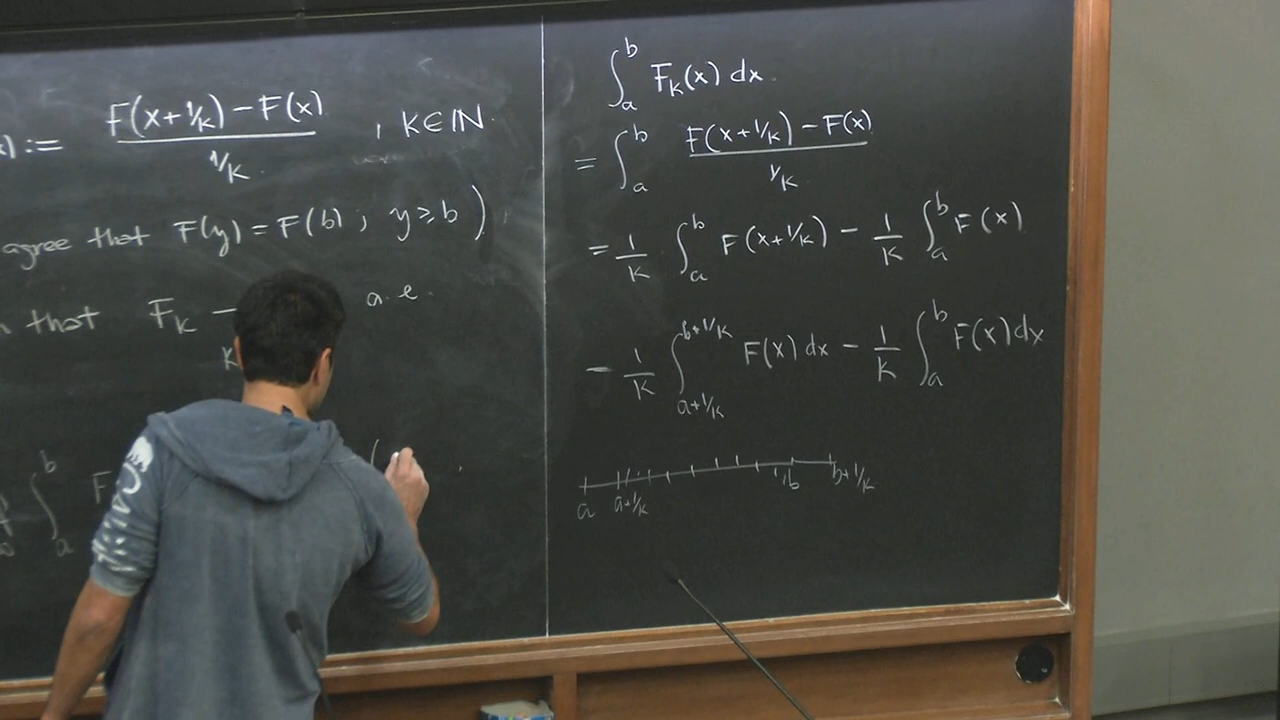 := F(x+1/K) − F(x) / 1/K , K∈ℕ.
agree that F(y) = F(b) ; y ≥ b ) .
that F_K − a.e.
K
∫_a^b F (
∫_a^b F_K(x) dx.
= ∫_a^b F(x+1/K) − F(x) / 1/K
= 1/K ∫_a^b F(x+1/K) − 1/K ∫_a^b F(x)
− 1/K ∫_{a+1/K}^{b+1/K} F(x) dx − 1/K ∫_a^b F(x) dx
a a+1/K b b+1/K
CAL